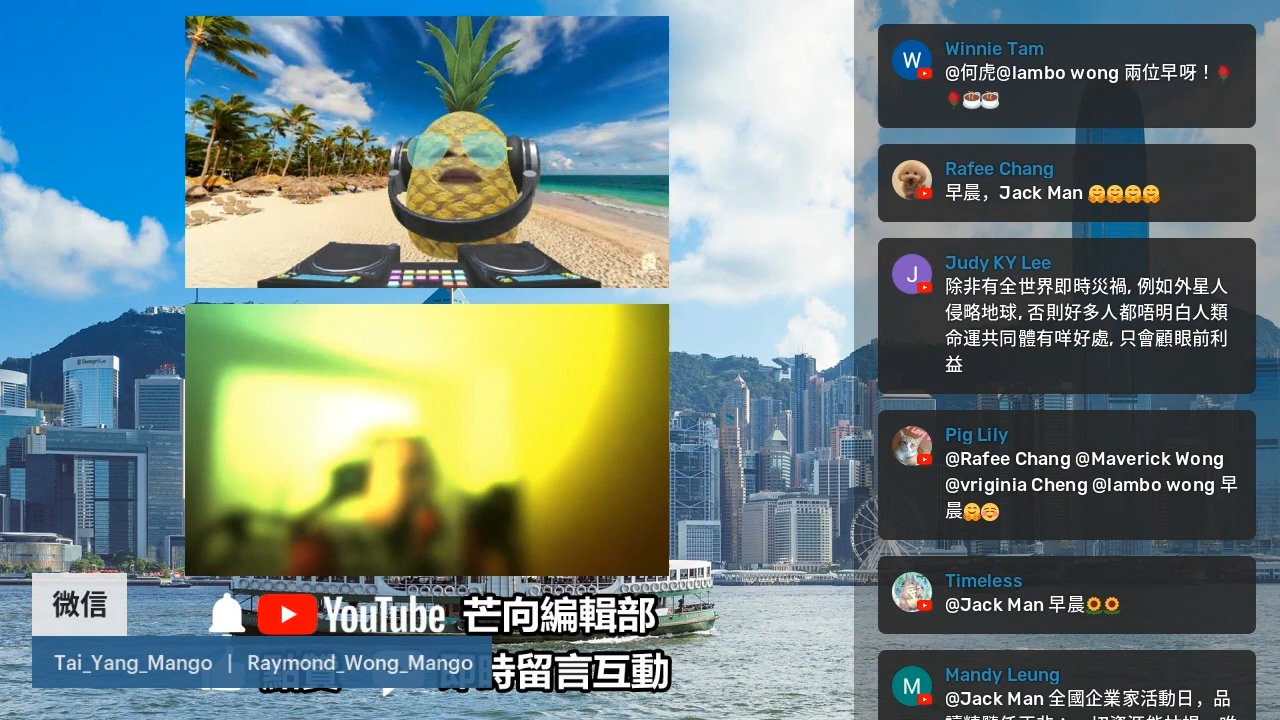 Winnie Tam
@何虎@lambo wong 兩位早呀！🌹
🌹☕☕
Rafee Chang
早晨，Jack Man 🤗🤗🤗🤗
Judy KY Lee
除非有全世界即時災禍, 例如外星人
侵略地球, 否則好多人都唔明白人類
命運共同體有咩好處, 只會顧眼前利
益
Pig Lily
@Rafee Chang @Maverick Wong
@vriginia Cheng @lambo wong 早
晨🤗☺️
Timeless
@Jack Man 早晨🌻🌻
Mandy Leung
@Jack Man 全國企業家活動日，品
W
J
M
Shangri-La
微信
YouTube 芒向編輯部
Tai_Yang_Mango | Raymond_Wong_Mango
時留言互動